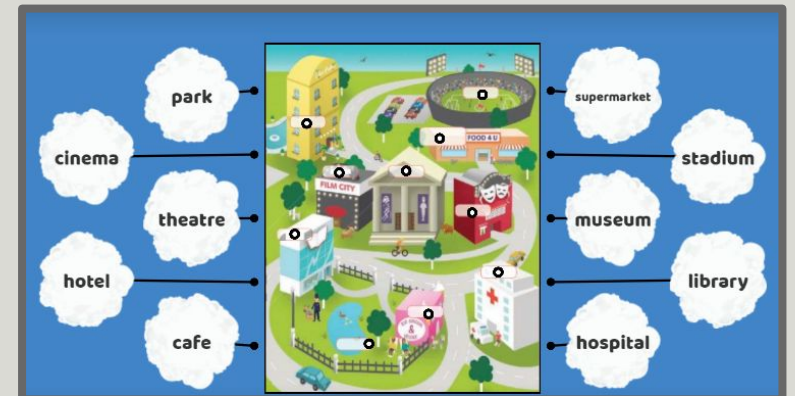 park
cinema
theatre
hotel
cafe
supermarket
stadium
museum
library
hospital
FOOD 4 U
FILM CITY